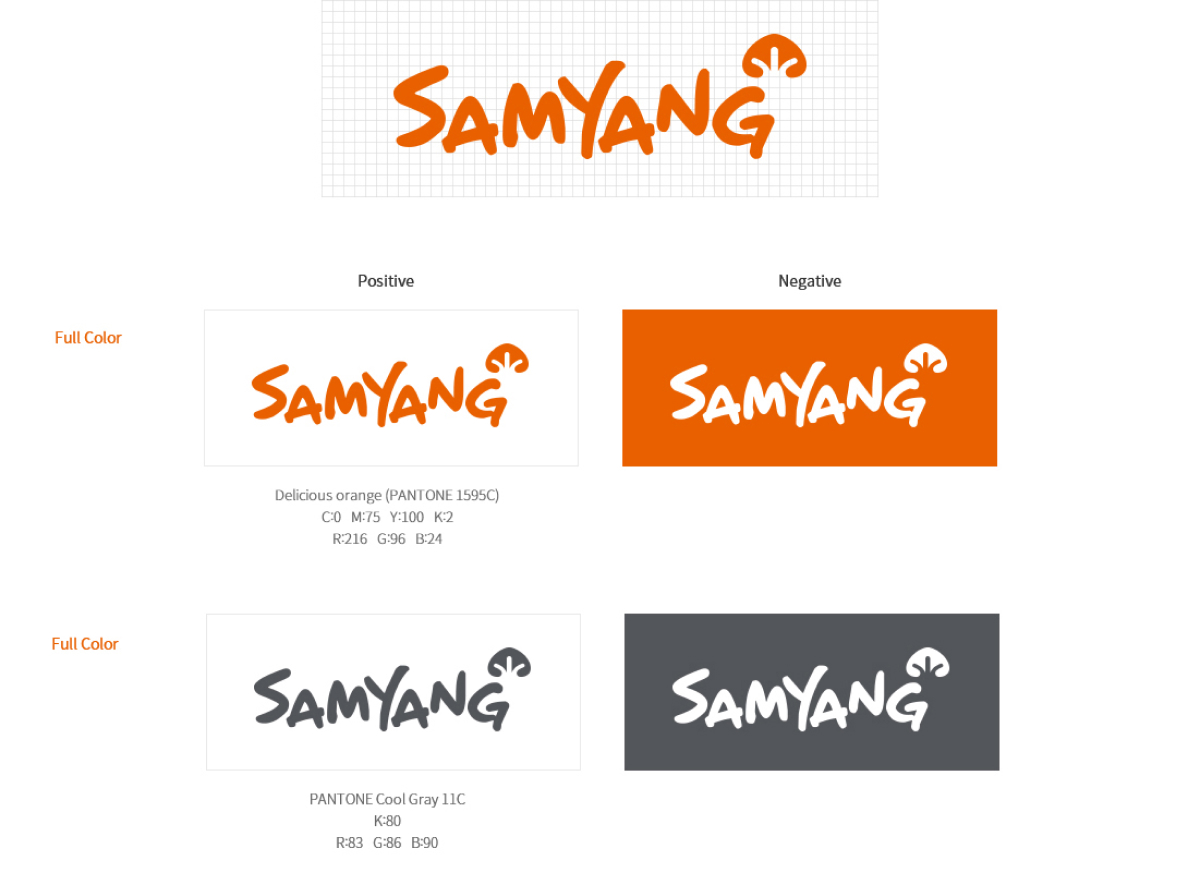 SAMYANG
Positive
Negative
Full Color
SAMYANG
SAMYANG
Delicious orange (PANTONE 1595C)
C:0 M:75 Y:100 K:2
R:216 G:96 B:24
Full Color
SAMYANG
SAMYANG
PANTONE Cool Gray 11C
K:80
R:83 G:86 B:90